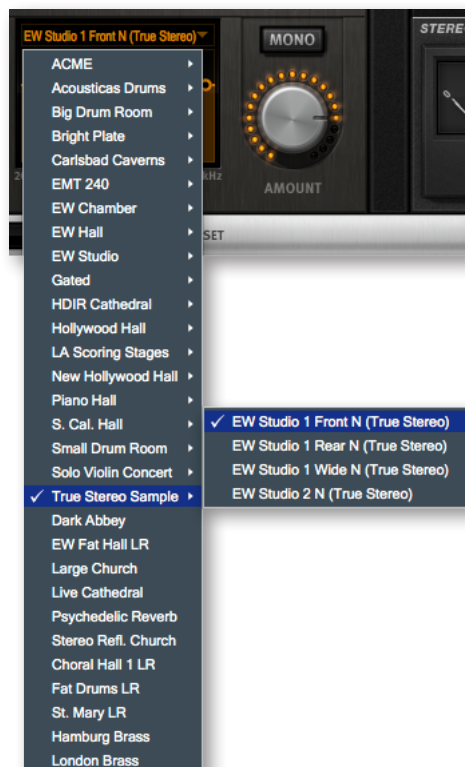 EW Studio 1 Front N (True Stereo)
MONO
STERE
ACME
Acousticas Drums
Big Drum Room
Bright Plate
Carlsbad Caverns
20
kHz
AMOUNT
EMT 240
EW Chamber
EW Hall
SET
EW Studio
Gated
HDIR Cathedral
Hollywood Hall
LA Scoring Stages
New Hollywood Hall
Piano Hall
S. Cal. Hall
Small Drum Room
Solo Violin Concert
True Stereo Sample
EW Studio 1 Front N (True Stereo)
EW Studio 1 Rear N (True Stereo)
EW Studio 1 Wide N (True Stereo)
EW Studio 2 N (True Stereo)
Dark Abbey
EW Fat Hall LR
Large Church
Live Cathedral
Psychedelic Reverb
Stereo Refl. Church
Choral Hall 1 LR
Fat Drums LR
St. Mary LR
Hamburg Brass
London Brass